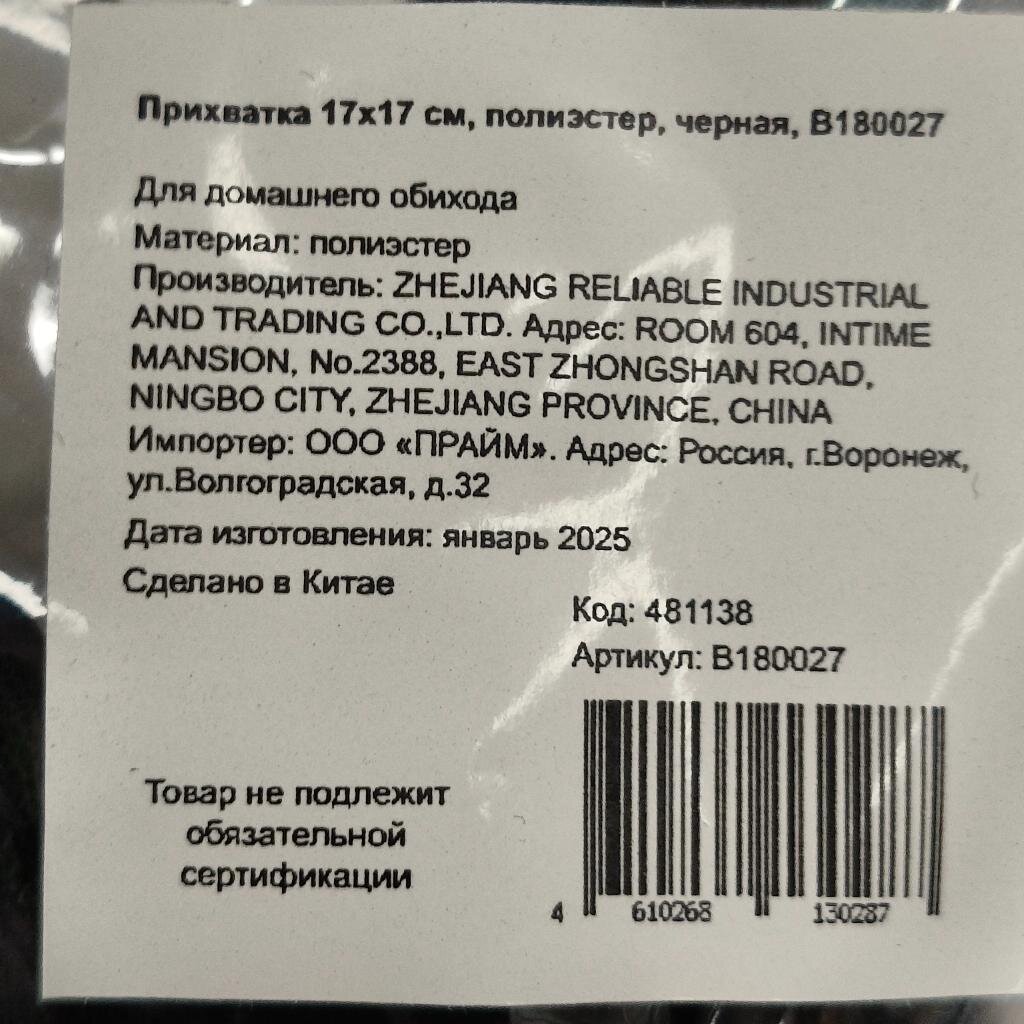 Прихватка 17х17 см, полиэстер, черная, B180027
Для домашнего обихода
Материал: полиэстер
Производитель: ZHEJIANG RELIABLE INDUSTRIAL
AND TRADING CO.,LTD. Адрес: ROOM 604, INTIME
MANSION, No.2388, EAST ZHONGSHAN ROAD,
NINGBO CITY, ZHEJIANG PROVINCE, CHINA
Импортер: ООО «ПРАЙМ». Адрес: Россия, г.Воронеж,
ул.Волгоградская, д.32
Дата изготовления: январь 2025
Сделано в Китае
Код: 481138
Артикул: B180027
Товар не подлежит
обязательной
сертификации
4 610268 130287